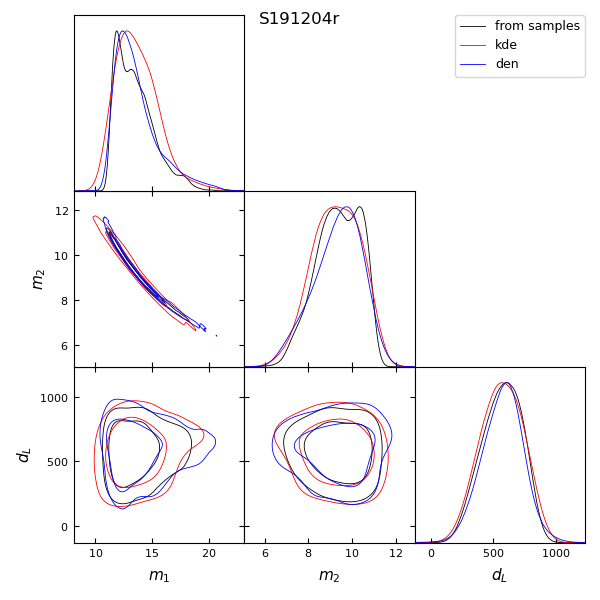 S191204r
from samples
kde
den
12
10
8
6
m₂
1000
500
0
d_L
10 15 20
6 8 10 12
0 500 1000
m₁
m₂
d_L